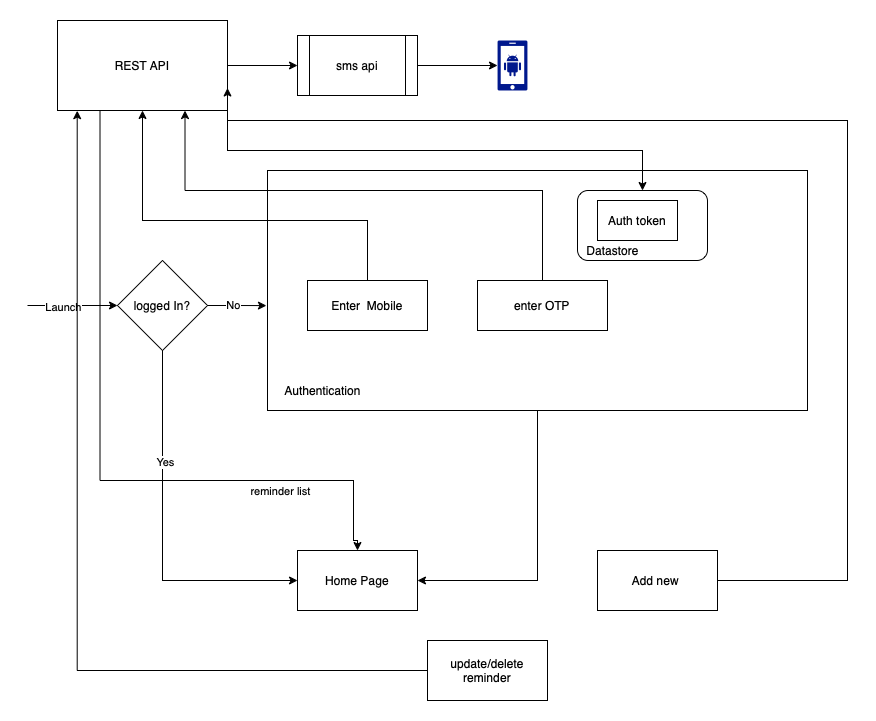 REST API
sms api
Auth token
Datastore
Launch
logged In?
No
Enter  Mobile
enter OTP
Authentication
Yes
reminder list
Home Page
Add new
update/delete
reminder